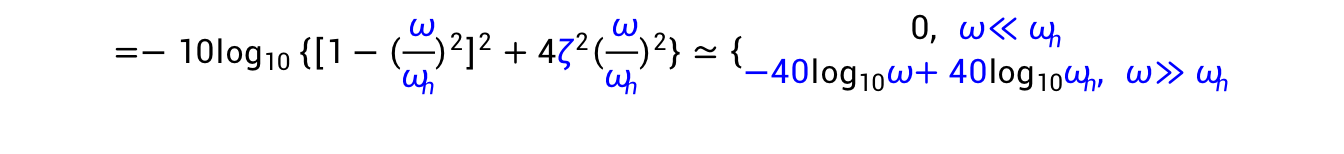 =− 10log₁₀ {[1 − (ω/ωₙ)²]² + 4ζ²(ω/ωₙ)²} ≃ { 0, ω≪ ωₙ
−40log₁₀ω+ 40log₁₀ωₙ, ω≫ ωₙ